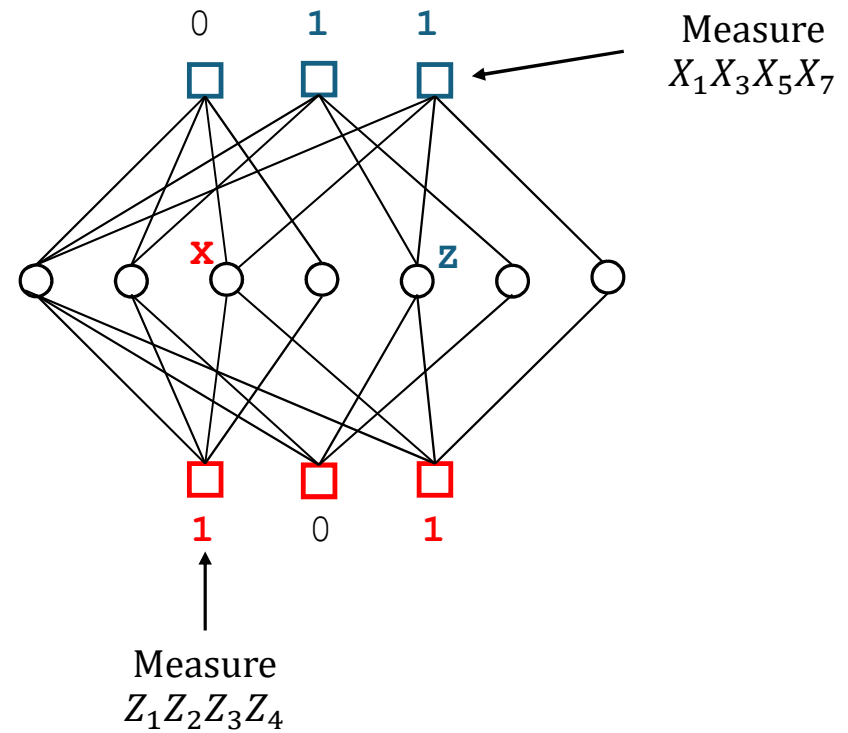 0 1 1
Measure
X₁X₃X₅X₇
X
Z
1 0 1
Measure
Z₁Z₂Z₃Z₄